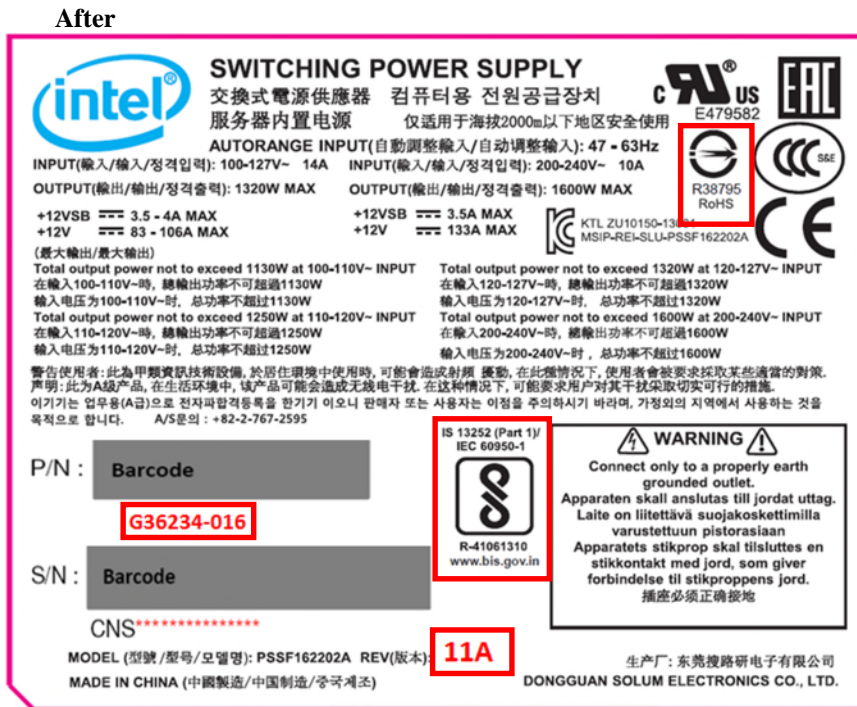 After
intel®
SWITCHING POWER SUPPLY
交換式電源供應器 컴퓨터용 전원공급장치
服务器内置电源 仅适用于海拔2000m以下地区安全使用
AUTORANGE INPUT(自動調整輸入/自动调整输入): 47 - 63Hz
C RU® US
E479582
EAC
INPUT(輸入/输入/정격입력): 100-127V~ 14A INPUT(輸入/输入/정격입력): 200-240V~ 10A
OUTPUT(輸出/输出/정격출력): 1320W MAX OUTPUT(輸出/输出/정격출력): 1600W MAX
R38795
RoHS
CCC S&E
+12VSB 3.5 - 4A MAX +12VSB 3.5A MAX
+12V 83 - 106A MAX +12V 133A MAX
KTL ZU10150-13
MSIP-REI-SLU-PSSF162202A
CE
(最大輸出/最大输出)
Total output power not to exceed 1130W at 100-110V~ INPUT
在輸入100-110V~時, 總輸出功率不可超過1130W
输入电压为100-110V~时, 总功率不超过1130W
Total output power not to exceed 1250W at 110-120V~ INPUT
在輸入110-120V~時, 總輸出功率不可超過1250W
输入电压为110-120V~时, 总功率不超过1250W
Total output power not to exceed 1320W at 120-127V~ INPUT
在輸入120-127V~時, 總輸出功率不可超過1320W
输入电压为120-127V~时, 总功率不超过1320W
Total output power not to exceed 1600W at 200-240V~ INPUT
在輸入200-240V~時, 總輸出功率不可超過1600W
输入电压为200-240V~时, 总功率不超过1600W
警告使用者: 此為甲類資訊技術設備, 於居住環境中使用時, 可能會造成射頻 擾動, 在此種情況下, 使用者會被要求採取某些適當的對策.
声明: 此为A级产品, 在生活环境中, 该产品可能会造成无线电干扰. 在这种情况下, 可能要求用户对其干扰采取切实可行的措施.
이기기는 업무용(A급)으로 전자파합격등록을 한기기 이오니 판매자 또는 사용자는 이점을 주의하시기 바라며, 가정외의 지역에서 사용하는 것을
목적으로 합니다. A/S문의 : +82-2-767-2595
P/N : Barcode
G36234-016
S/N : Barcode
CNS***************
IS 13252 (Part 1)/
IEC 60950-1
R-41061310
www.bis.gov.in
WARNING
Connect only to a properly earth
grounded outlet.
Apparaten skall anslutas till jordat uttag.
Laite on liitettävä suojakoskettimilla
varustettuun pistorasiaan
Apparatets stikprop skal tilsluttes en
stikkontakt med jord, som giver
forbindelse til stikproppens jord.
插座必须正确接地
MODEL (型號/型号/모델명): PSSF162202A REV(版本): 11A
MADE IN CHINA (中國製造/中国制造/중국제조)
生产厂: 东莞搜路研电子有限公司
DONGGUAN SOLUM ELECTRONICS CO., LTD.